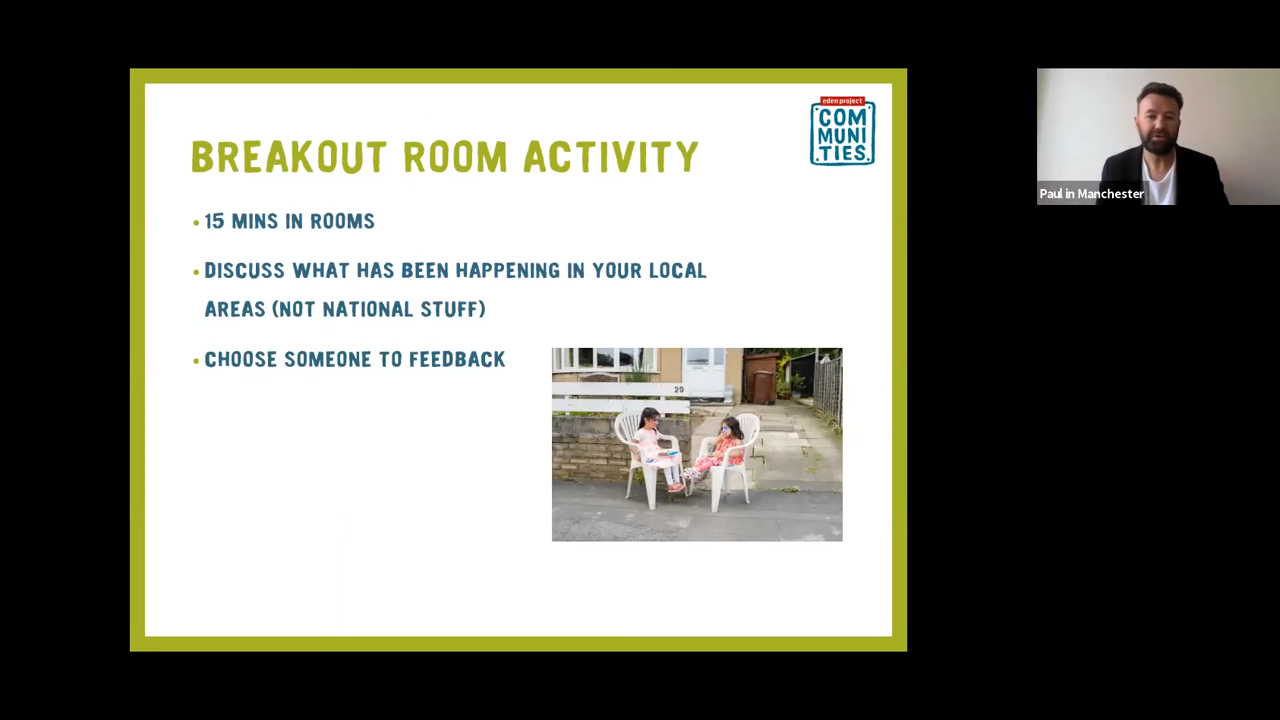 eden project
COM
MUNI
TIES
BREAKOUT ROOM ACTIVITY
• 15 MINS IN ROOMS
• DISCUSS WHAT HAS BEEN HAPPENING IN YOUR LOCAL
AREAS (NOT NATIONAL STUFF)
• CHOOSE SOMEONE TO FEEDBACK
29
Paul in Manchester